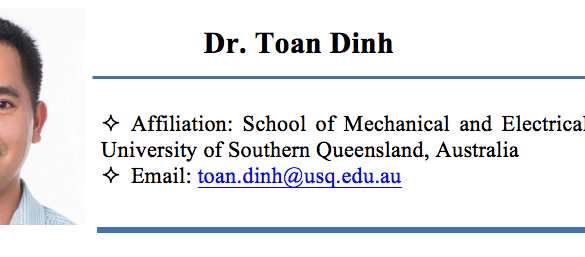 Dr. Toan Dinh
✧ Affiliation: School of Mechanical and Electrical
University of Southern Queensland, Australia
✧ Email: toan.dinh@usq.edu.au